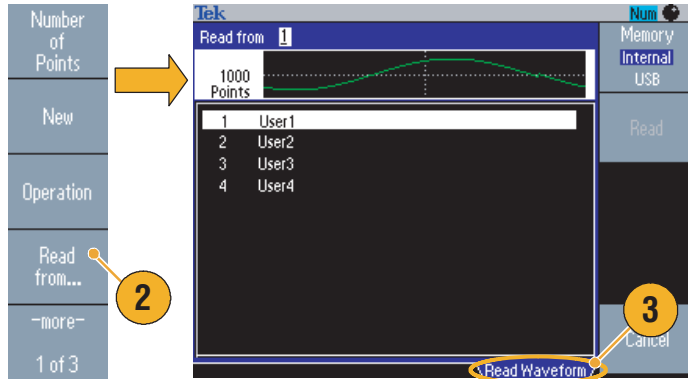 Number
of
Points
New
Operation
Read
from...
-more-
1 of 3
2
Tek
Num
Read from 1
1000
Points
1 User1
2 User2
3 User3
4 User4
Memory
Internal
USB
Read
3
Cancel
Read Waveform